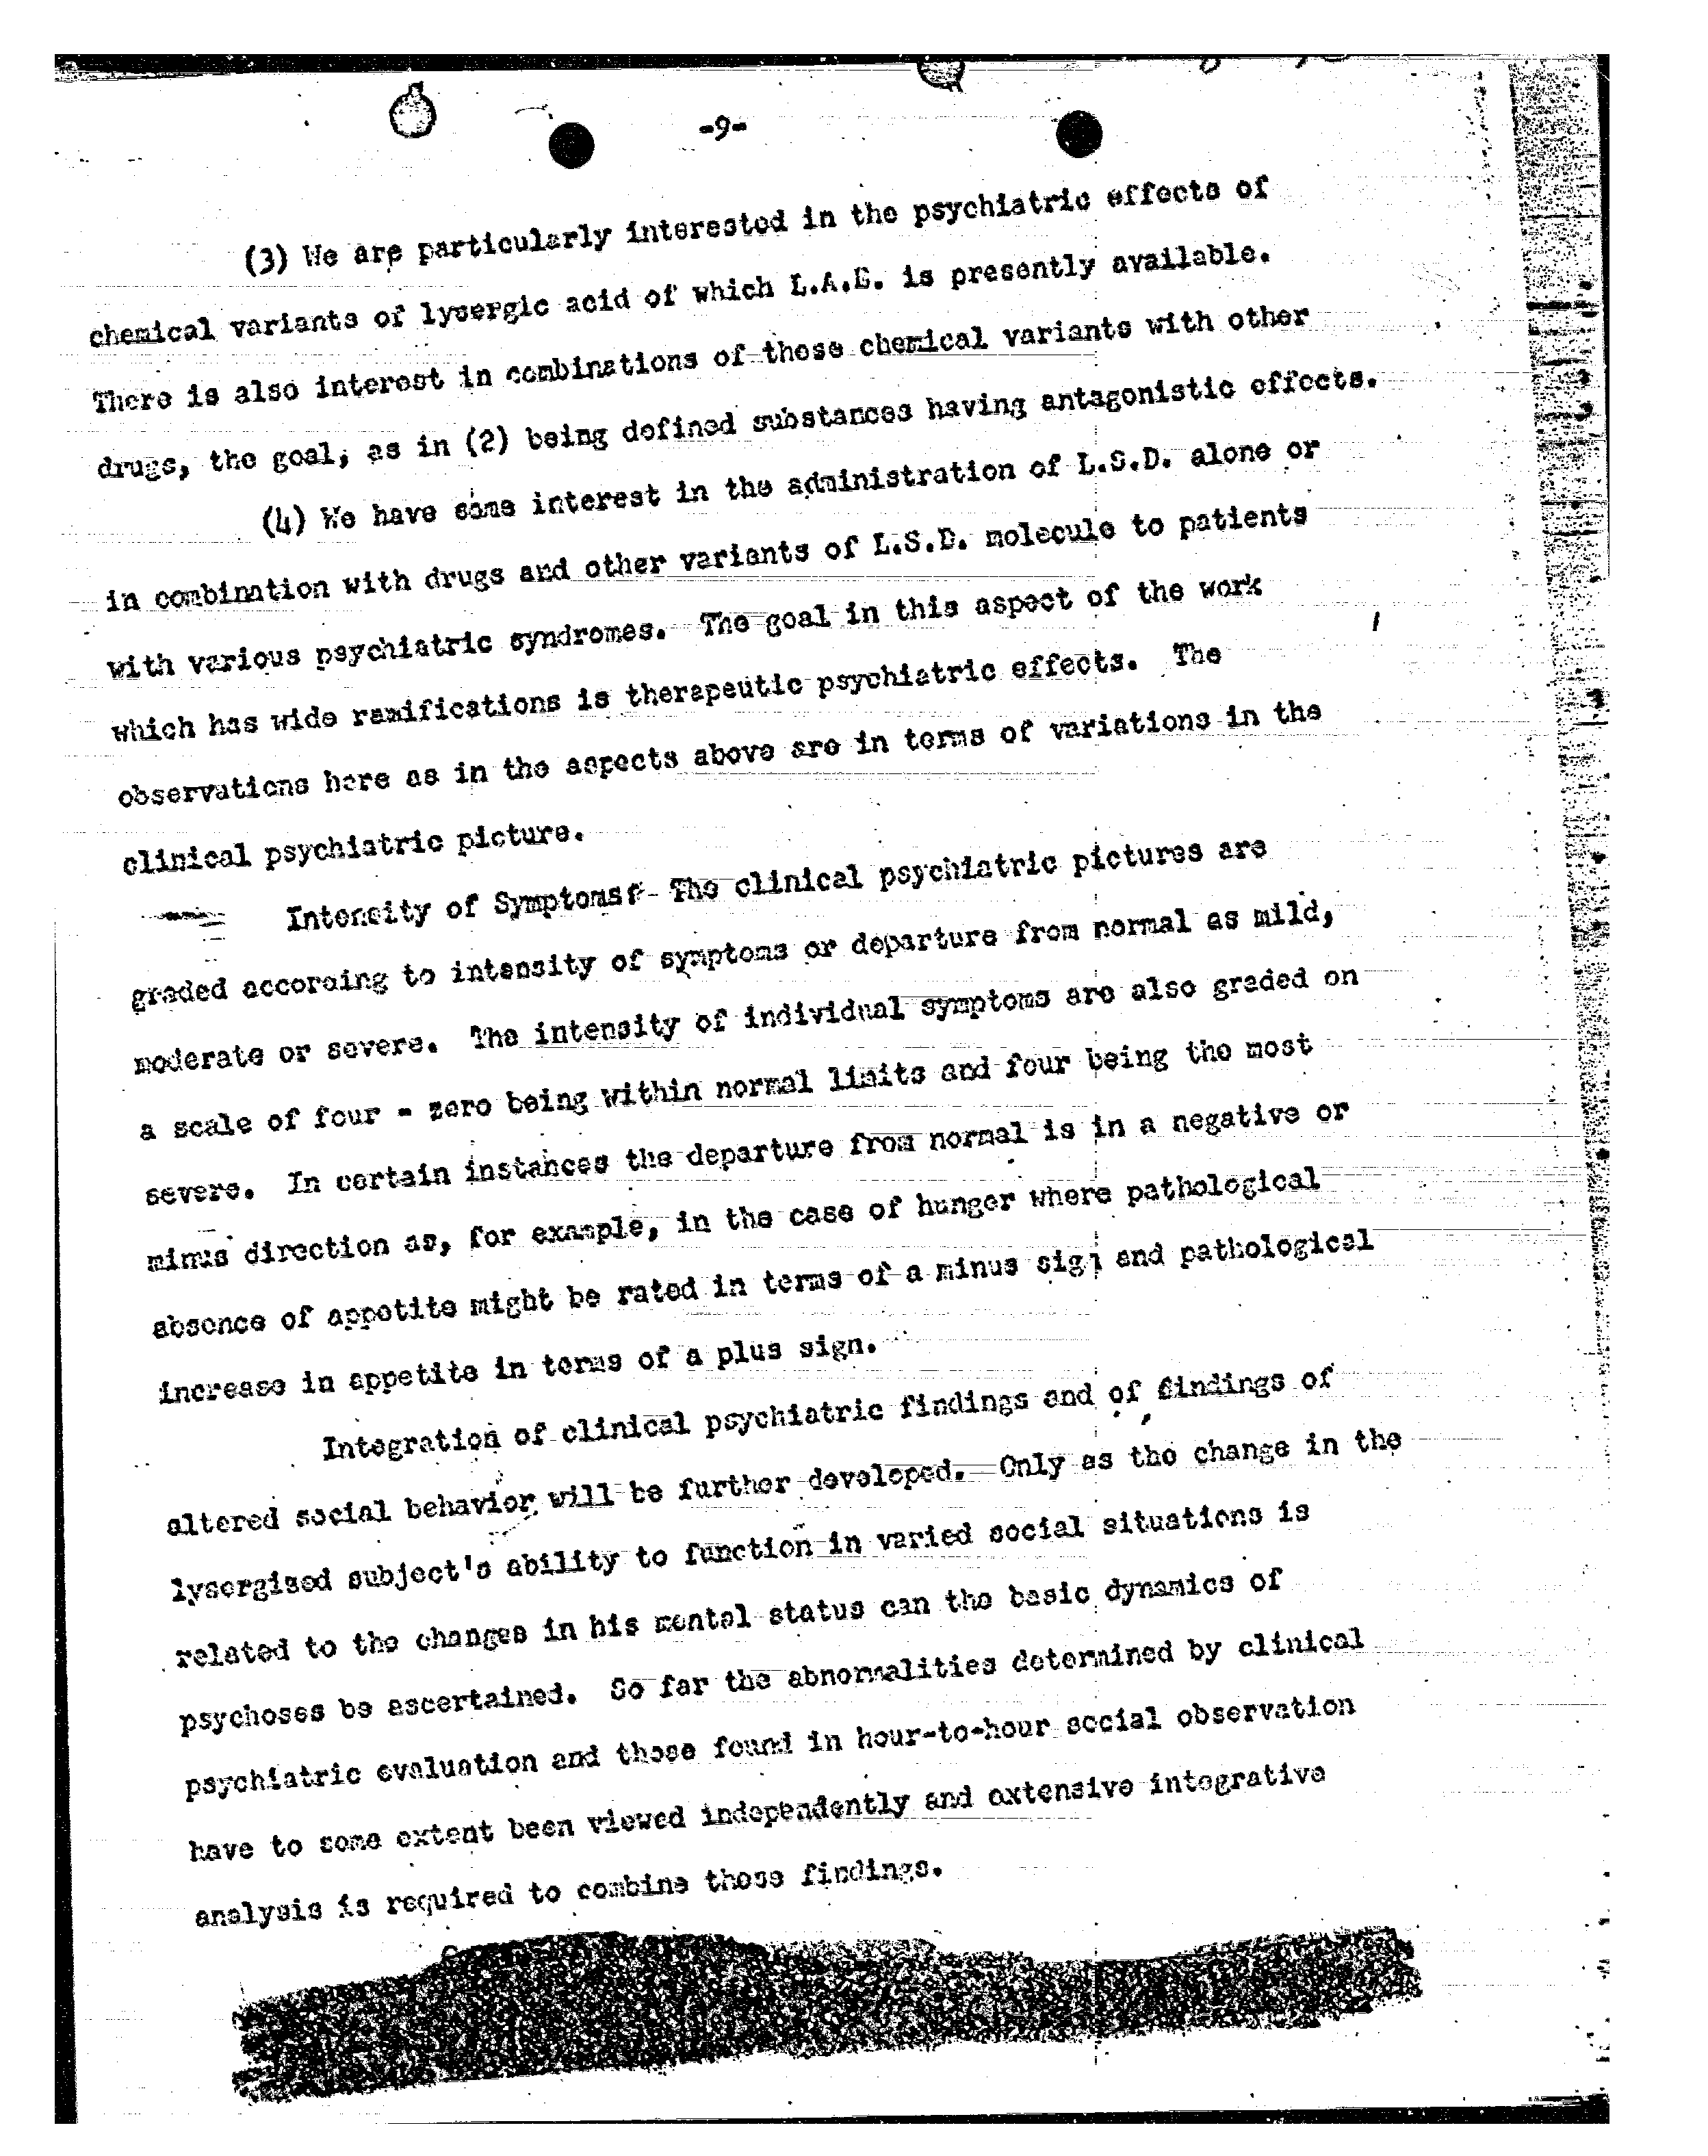 -9-
(3) We are particularly interested in the psychiatric effects of
chemical variants of lysergic acid of which L.A.E. is presently available.
There is also interest in combinations of these chemical variants with other
drugs, the goal, as in (2) being defined substances having antagonistic effects.
(4) We have some interest in the administration of L.S.D. alone or
in combination with drugs and other variants of L.S.D. molecule to patients
with various psychiatric syndromes. The goal in this aspect of the work
which has wide ramifications is therapeutic psychiatric effects. The
observations here as in the aspects above are in terms of variations in the
clinical psychiatric picture.
Intensity of Symptoms: The clinical psychiatric pictures are
graded according to intensity of symptoms or departure from normal as mild,
moderate or severe. The intensity of individual symptoms are also graded on
a scale of four - zero being within normal limits and four being the most
severe. In certain instances the departure from normal is in a negative or
minus direction as, for example, in the case of hunger where pathological
absence of appetite might be rated in terms of a minus sign and pathological
increase in appetite in terms of a plus sign.
Integration of clinical psychiatric findings and of findings of
altered social behavior will be further developed. Only as the change in the
lysergised subject's ability to function in varied social situations is
related to the changes in his mental status can the basic dynamics of
psychoses be ascertained. So far the abnormalities determined by clinical
psychiatric evaluation and those found in hour-to-hour social observation
have to some extent been viewed independently and extensive integrative
analysis is required to combine those findings.